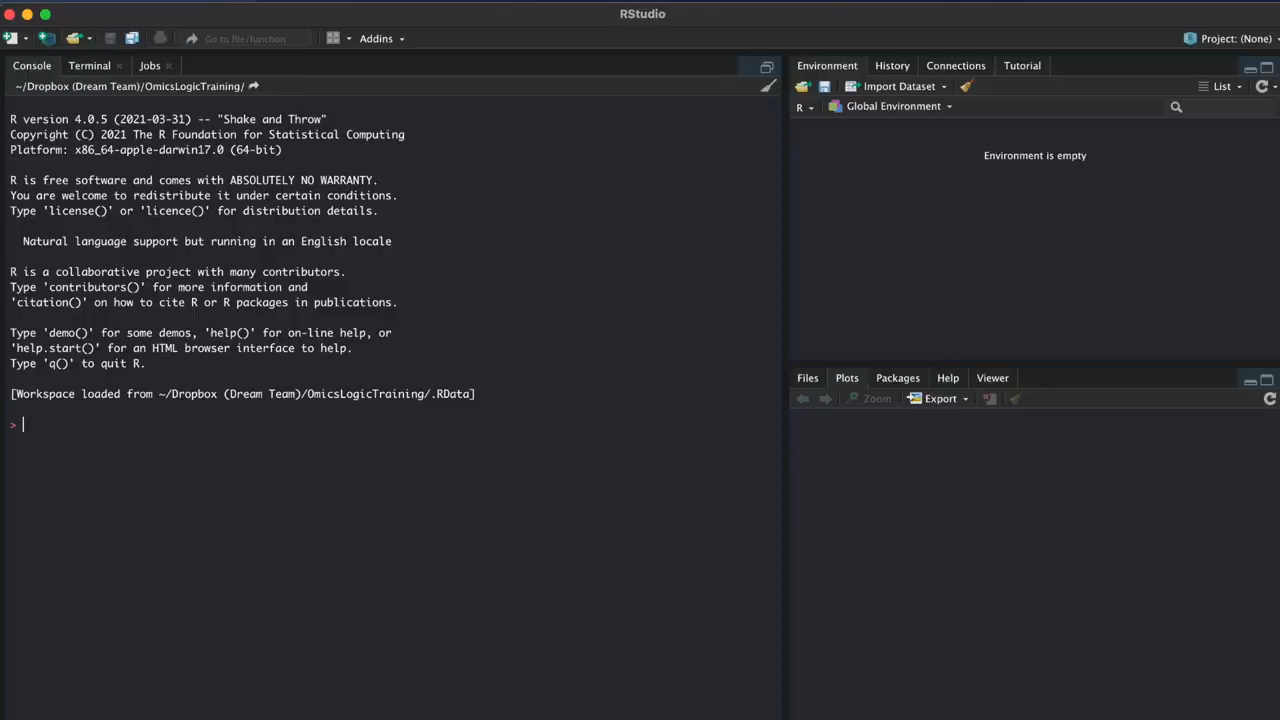 RStudio
Go to file/function
Addins
Project: (None)
Console
Terminal
Jobs
~/Dropbox (Dream Team)/OmicsLogicTraining/
R version 4.0.5 (2021-03-31) -- "Shake and Throw"
Copyright (C) 2021 The R Foundation for Statistical Computing
Platform: x86_64-apple-darwin17.0 (64-bit)
R is free software and comes with ABSOLUTELY NO WARRANTY.
You are welcome to redistribute it under certain conditions.
Type 'license()' or 'licence()' for distribution details.
Natural language support but running in an English locale
R is a collaborative project with many contributors.
Type 'contributors()' for more information and
'citation()' on how to cite R or R packages in publications.
Type 'demo()' for some demos, 'help()' for on-line help, or
'help.start()' for an HTML browser interface to help.
Type 'q()' to quit R.
[Workspace loaded from ~/Dropbox (Dream Team)/OmicsLogicTraining/.RData]
>
Environment
History
Connections
Tutorial
Import Dataset
List
R
Global Environment
Environment is empty
Files
Plots
Packages
Help
Viewer
Zoom
Export